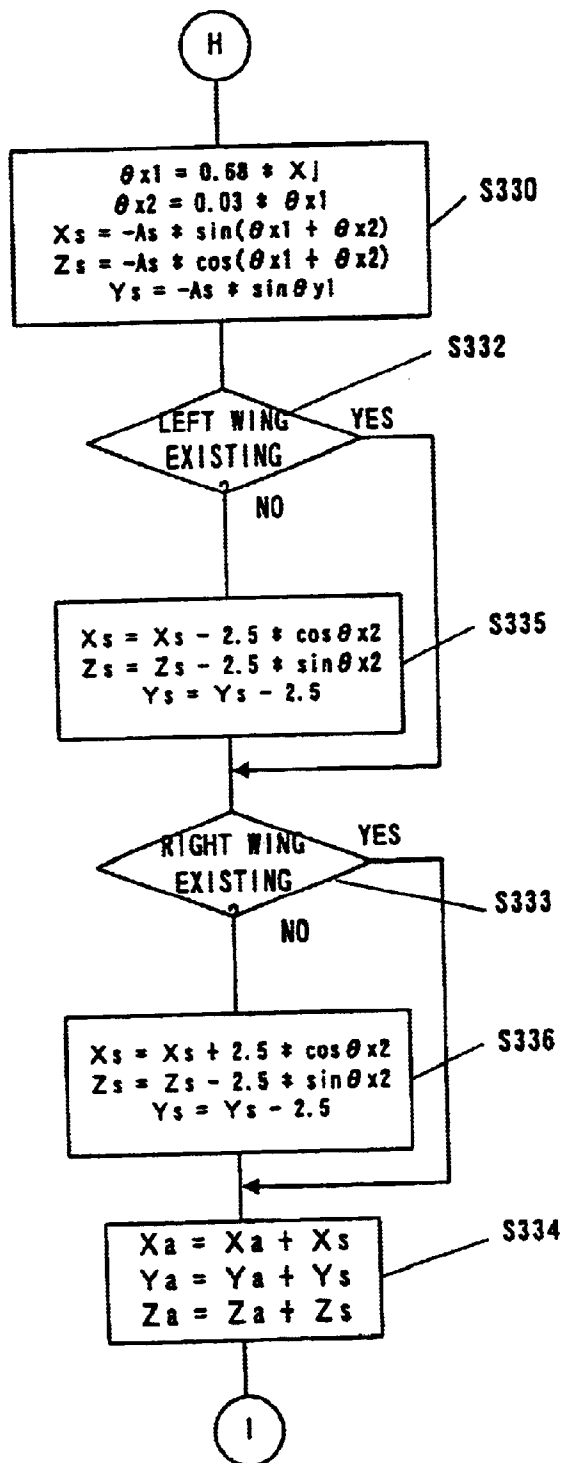 H
θx1 = 0.68 * Xj
θx2 = 0.03 * θx1
Xs = -As * sin(θx1 + θx2)
Zs = -As * cos(θx1 + θx2)
Ys = -As * sinθy1
S330
S332
LEFT WING
EXISTING
?
YES
NO
Xs = Xs - 2.5 * cosθx2
Zs = Zs - 2.5 * sinθx2
Ys = Ys - 2.5
S335
RIGHT WING
EXISTING
?
YES
S333
NO
Xs = Xs + 2.5 * cosθx2
Zs = Zs - 2.5 * sinθx2
Ys = Ys - 2.5
S336
Xa = Xa + Xs
Ya = Ya + Ys
Za = Za + Zs
S334
I